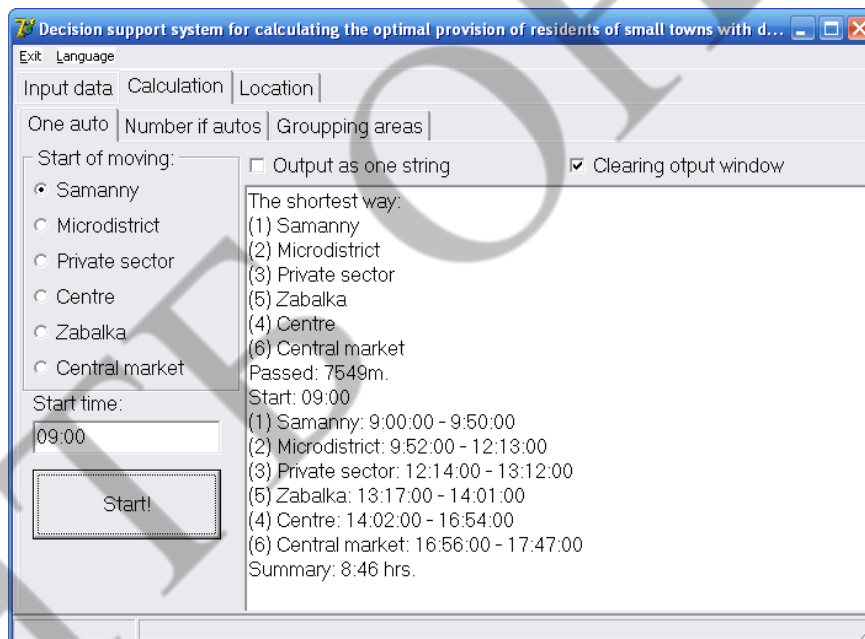 Decision support system for calculating the optimal provision of residents of small towns with d...
Exit Language
Input data Calculation Location
One auto Number if autos Groupping areas
Start of moving:
Samanny
Microdistrict
Private sector
Centre
Zabalka
Central market
Start time:
09:00
Start!
Output as one string Clearing otput window
The shortest way:
(1) Samanny
(2) Microdistrict
(3) Private sector
(5) Zabalka
(4) Centre
(6) Central market
Passed: 7549m.
Start: 09:00
(1) Samanny: 9:00:00 - 9:50:00
(2) Microdistrict: 9:52:00 - 12:13:00
(3) Private sector: 12:14:00 - 13:12:00
(5) Zabalka: 13:17:00 - 14:01:00
(4) Centre: 14:02:00 - 16:54:00
(6) Central market: 16:56:00 - 17:47:00
Summary: 8:46 hrs.